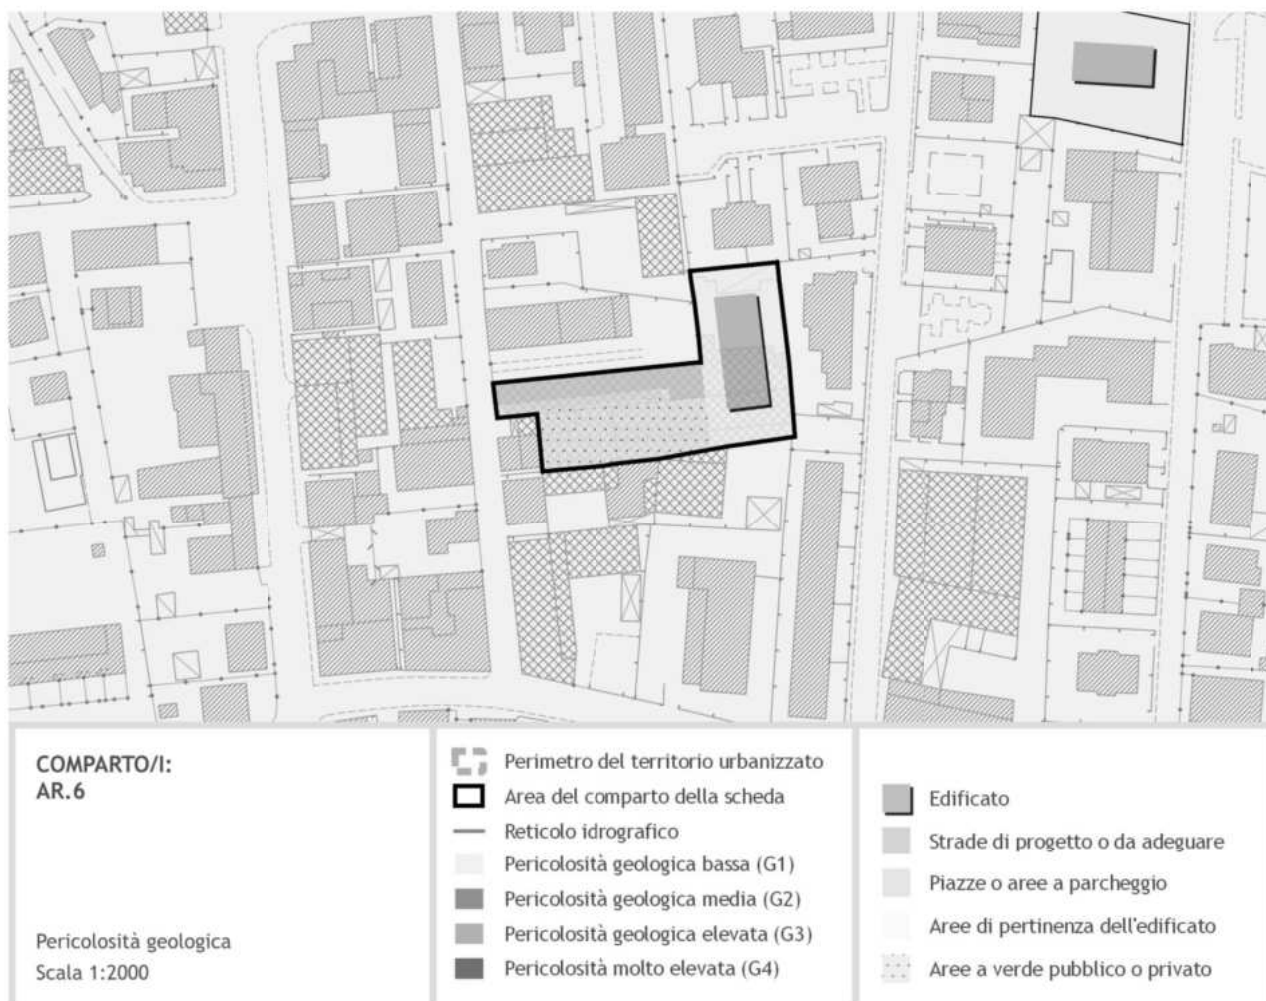 COMPARTO/I:
AR.6
Pericolosità geologica
Scala 1:2000
Perimetro del territorio urbanizzato
Area del comparto della scheda
Reticolo idrografico
Pericolosità geologica bassa (G1)
Pericolosità geologica media (G2)
Pericolosità geologica elevata (G3)
Pericolosità molto elevata (G4)
Edificato
Strade di progetto o da adeguare
Piazze o aree a parcheggio
Aree di pertinenza dell'edificato
Aree a verde pubblico o privato